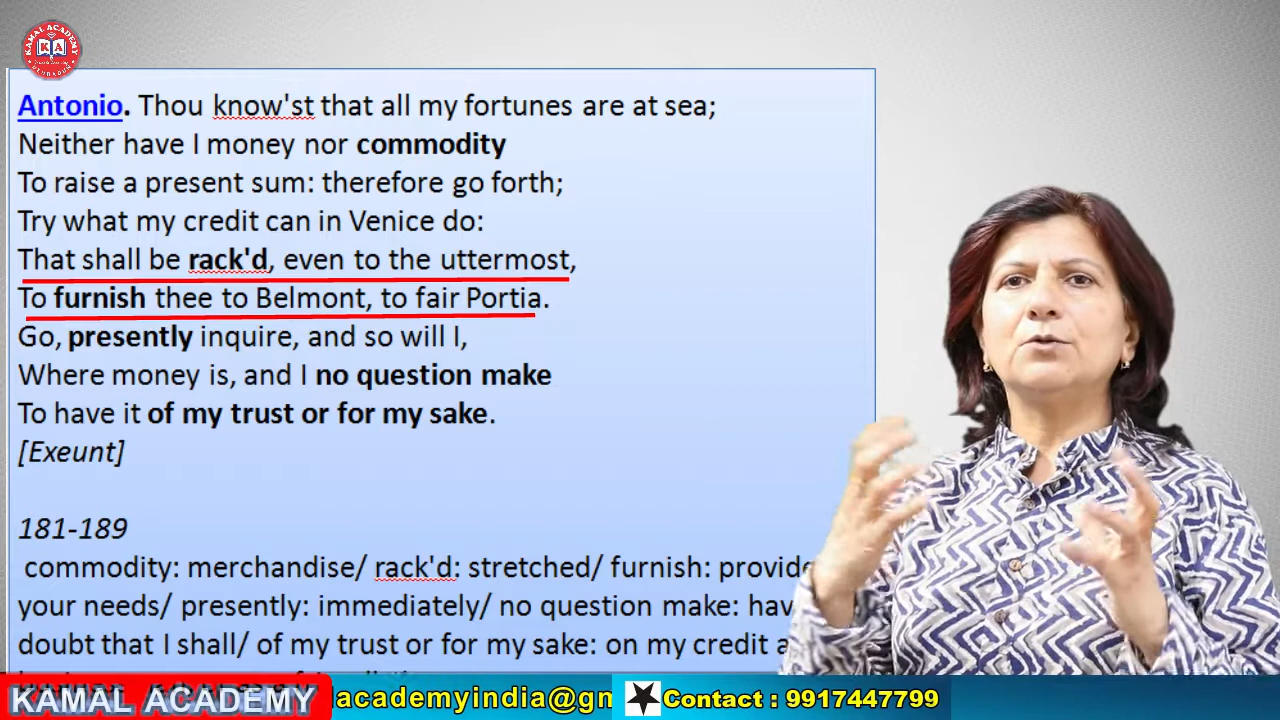 KAMAL ACADEMY
KA
DEHRADUN
Antonio. Thou know'st that all my fortunes are at sea;
Neither have I money nor commodity
To raise a present sum: therefore go forth;
Try what my credit can in Venice do:
That shall be rack'd, even to the uttermost,
To furnish thee to Belmont, to fair Portia.
Go, presently inquire, and so will I,
Where money is, and I no question make
To have it of my trust or for my sake.
[Exeunt]
181-189
commodity: merchandise/ rack'd: stretched/ furnish: provide
your needs/ presently: immediately/ no question make: hav
doubt that I shall/ of my trust or for my sake: on my credit a
KAMAL ACADEMY
lacademyindia@gm
Contact : 9917447799